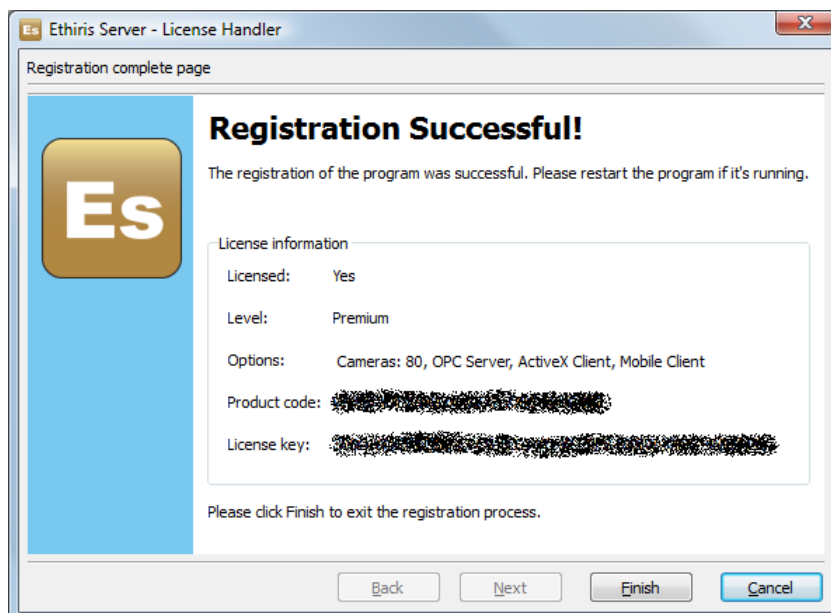 Es Ethiris Server - License Handler
Registration complete page
Es
Registration Successful!
The registration of the program was successful. Please restart the program if it's running.
License information
Licensed: Yes
Level: Premium
Options: Cameras: 80, OPC Server, ActiveX Client, Mobile Client
Product code:
License key:
Please click Finish to exit the registration process.
Back Next Finish Cancel